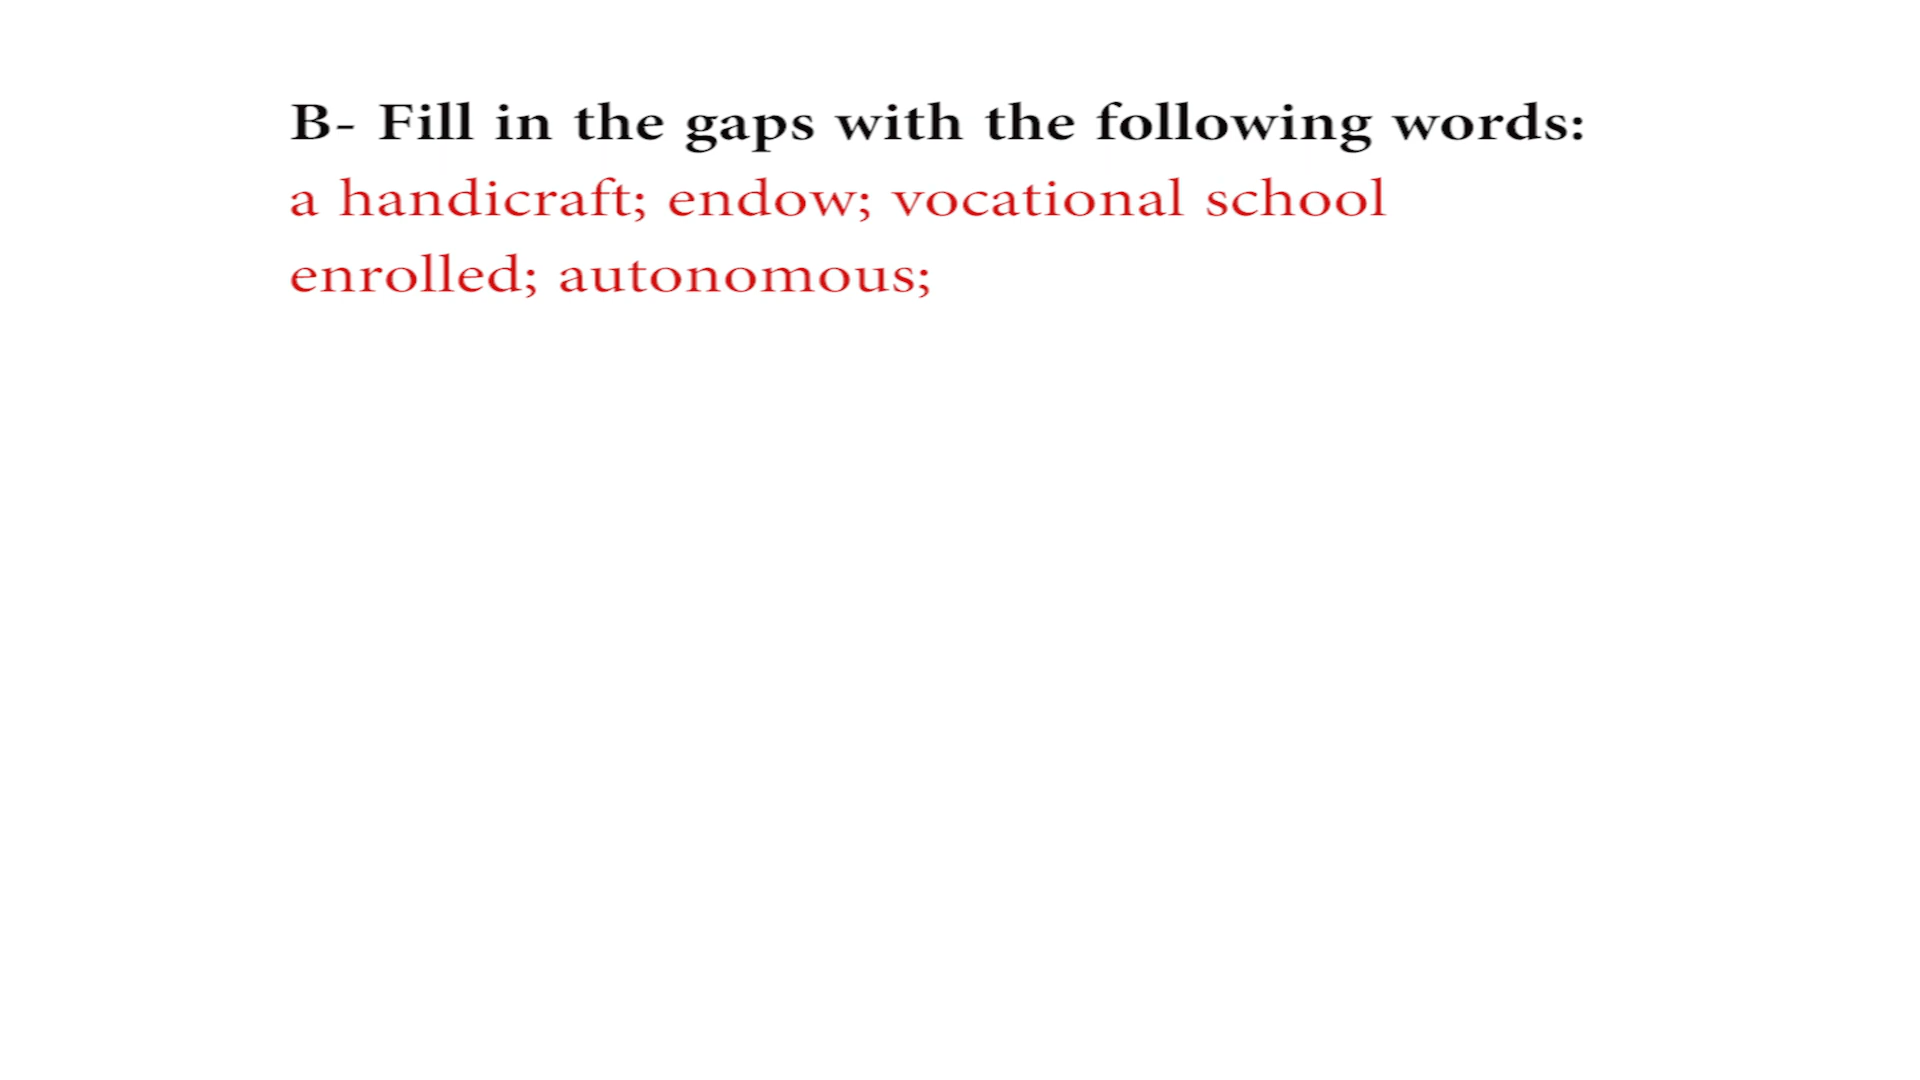 B- Fill in the gaps with the following words:
a handicraft; endow; vocational school
enrolled; autonomous;